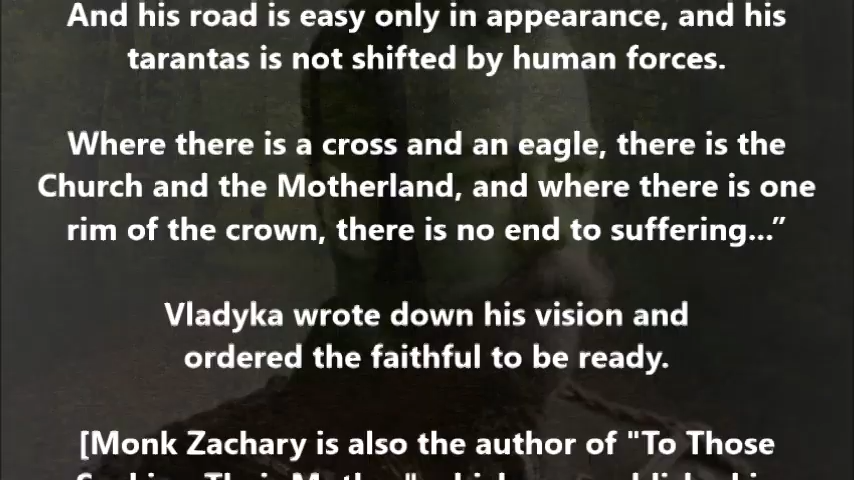 And his road is easy only in appearance, and his
tarantas is not shifted by human forces.
Where there is a cross and an eagle, there is the
Church and the Motherland, and where there is one
rim of the crown, there is no end to suffering...”
Vladyka wrote down his vision and
ordered the faithful to be ready.
[Monk Zachary is also the author of "To Those